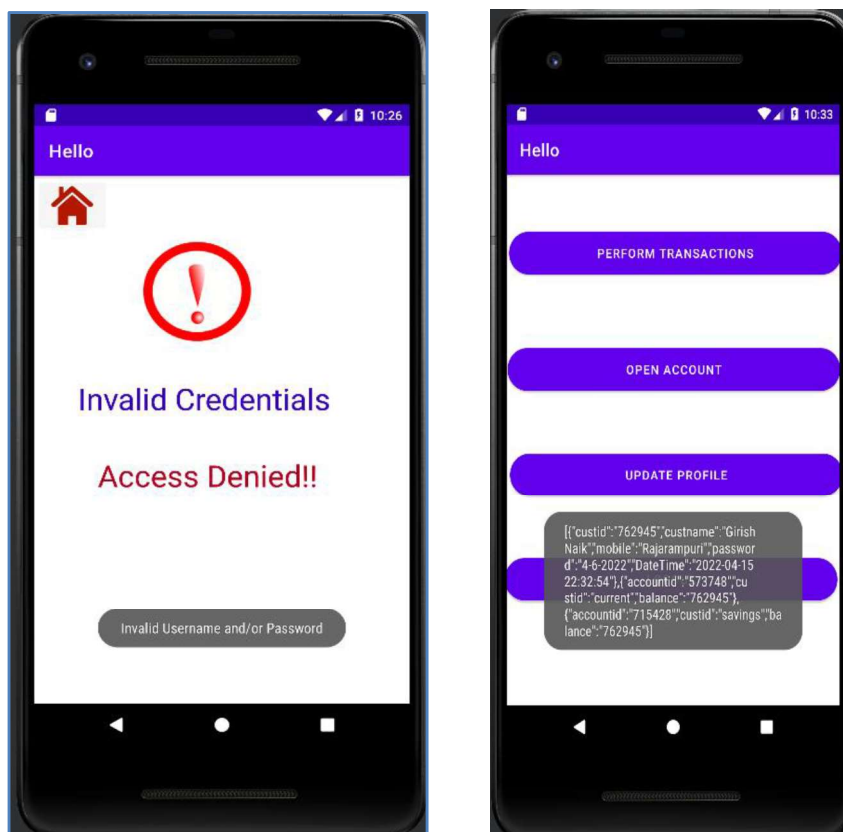 10:26
Hello
Invalid Credentials
Access Denied!!
Invalid Username and/or Password
10:33
Hello
PERFORM TRANSACTIONS
OPEN ACCOUNT
UPDATE PROFILE
[{"custid":"762945","custname":"Girish
Naik","mobile":"Rajarampuri","passwor
d":"4-6-2022","DateTime":"2022-04-15
22:32:54"},{"accountid":"573748","cu
stid":"current","balance":"762945"},
{"accountid":"715428","custid":"savings","ba
lance":"762945"}]